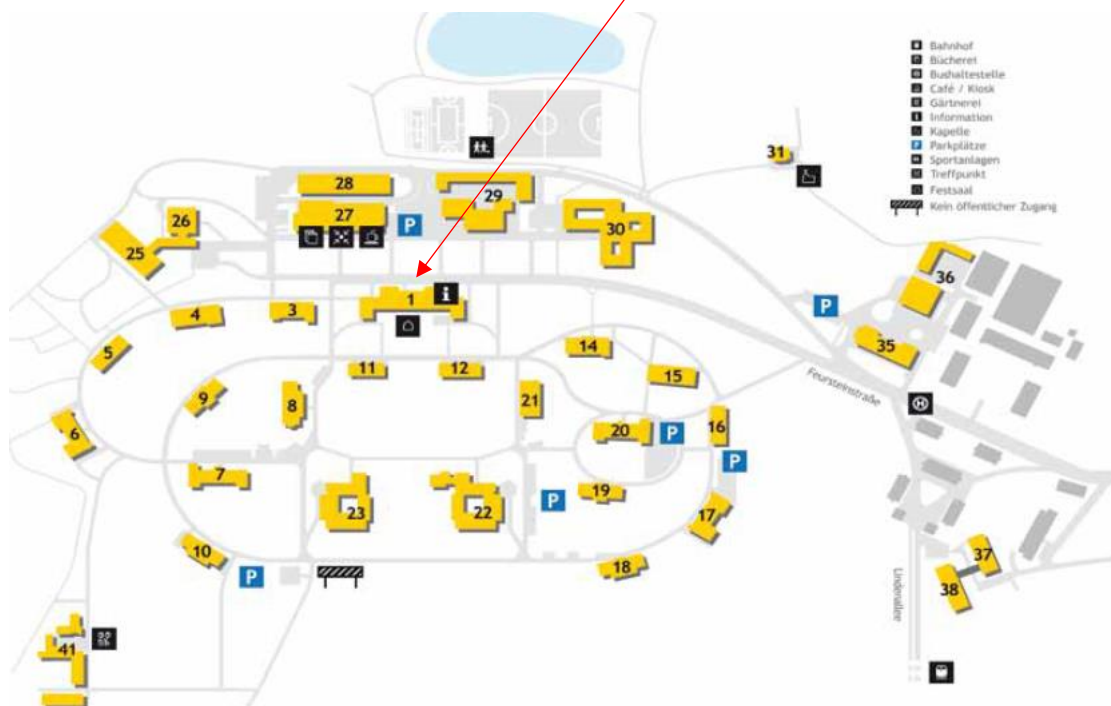 Bahnhof
Bücherei
Bushaltestelle
Café / Kiosk
Gärtnerei
Information
Kapelle
P Parkplätze
Sportanlagen
Treffpunkt
Festsaal
Kein öffentlicher Zugang
31
28
29
26
27
P
30
25
36
1
i
P
4
3
35
5
14
11
12
15
Feursteinstraße
9
8
21
H
6
20
P
16
7
P
19
23
22
P
17
10
P
18
37
38
Lindenallee
41